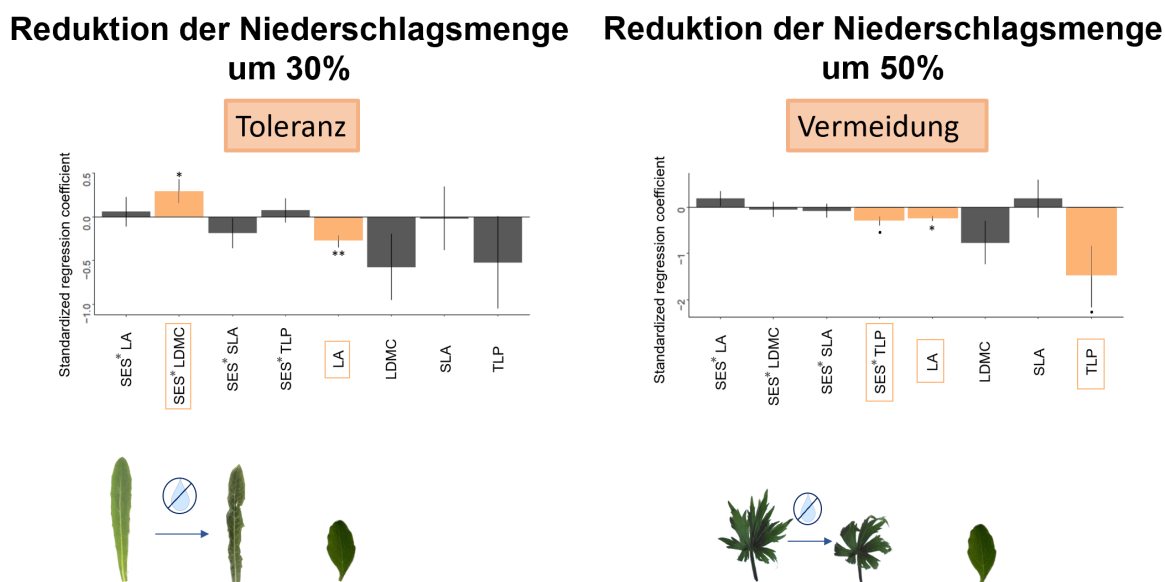 Reduktion der Niederschlagsmenge
um 30%
Toleranz
Standardized regression coefficient
0.5
0.0
−0.5
−1.0
*
**
SES* LA
SES* LDMC
SES* SLA
SES* TLP
LA
LDMC
SLA
TLP
Reduktion der Niederschlagsmenge
um 50%
Vermeidung
Standardized regression coefficient
0
−1
−2
.
*
.
SES* LA
SES* LDMC
SES* SLA
SES* TLP
LA
LDMC
SLA
TLP